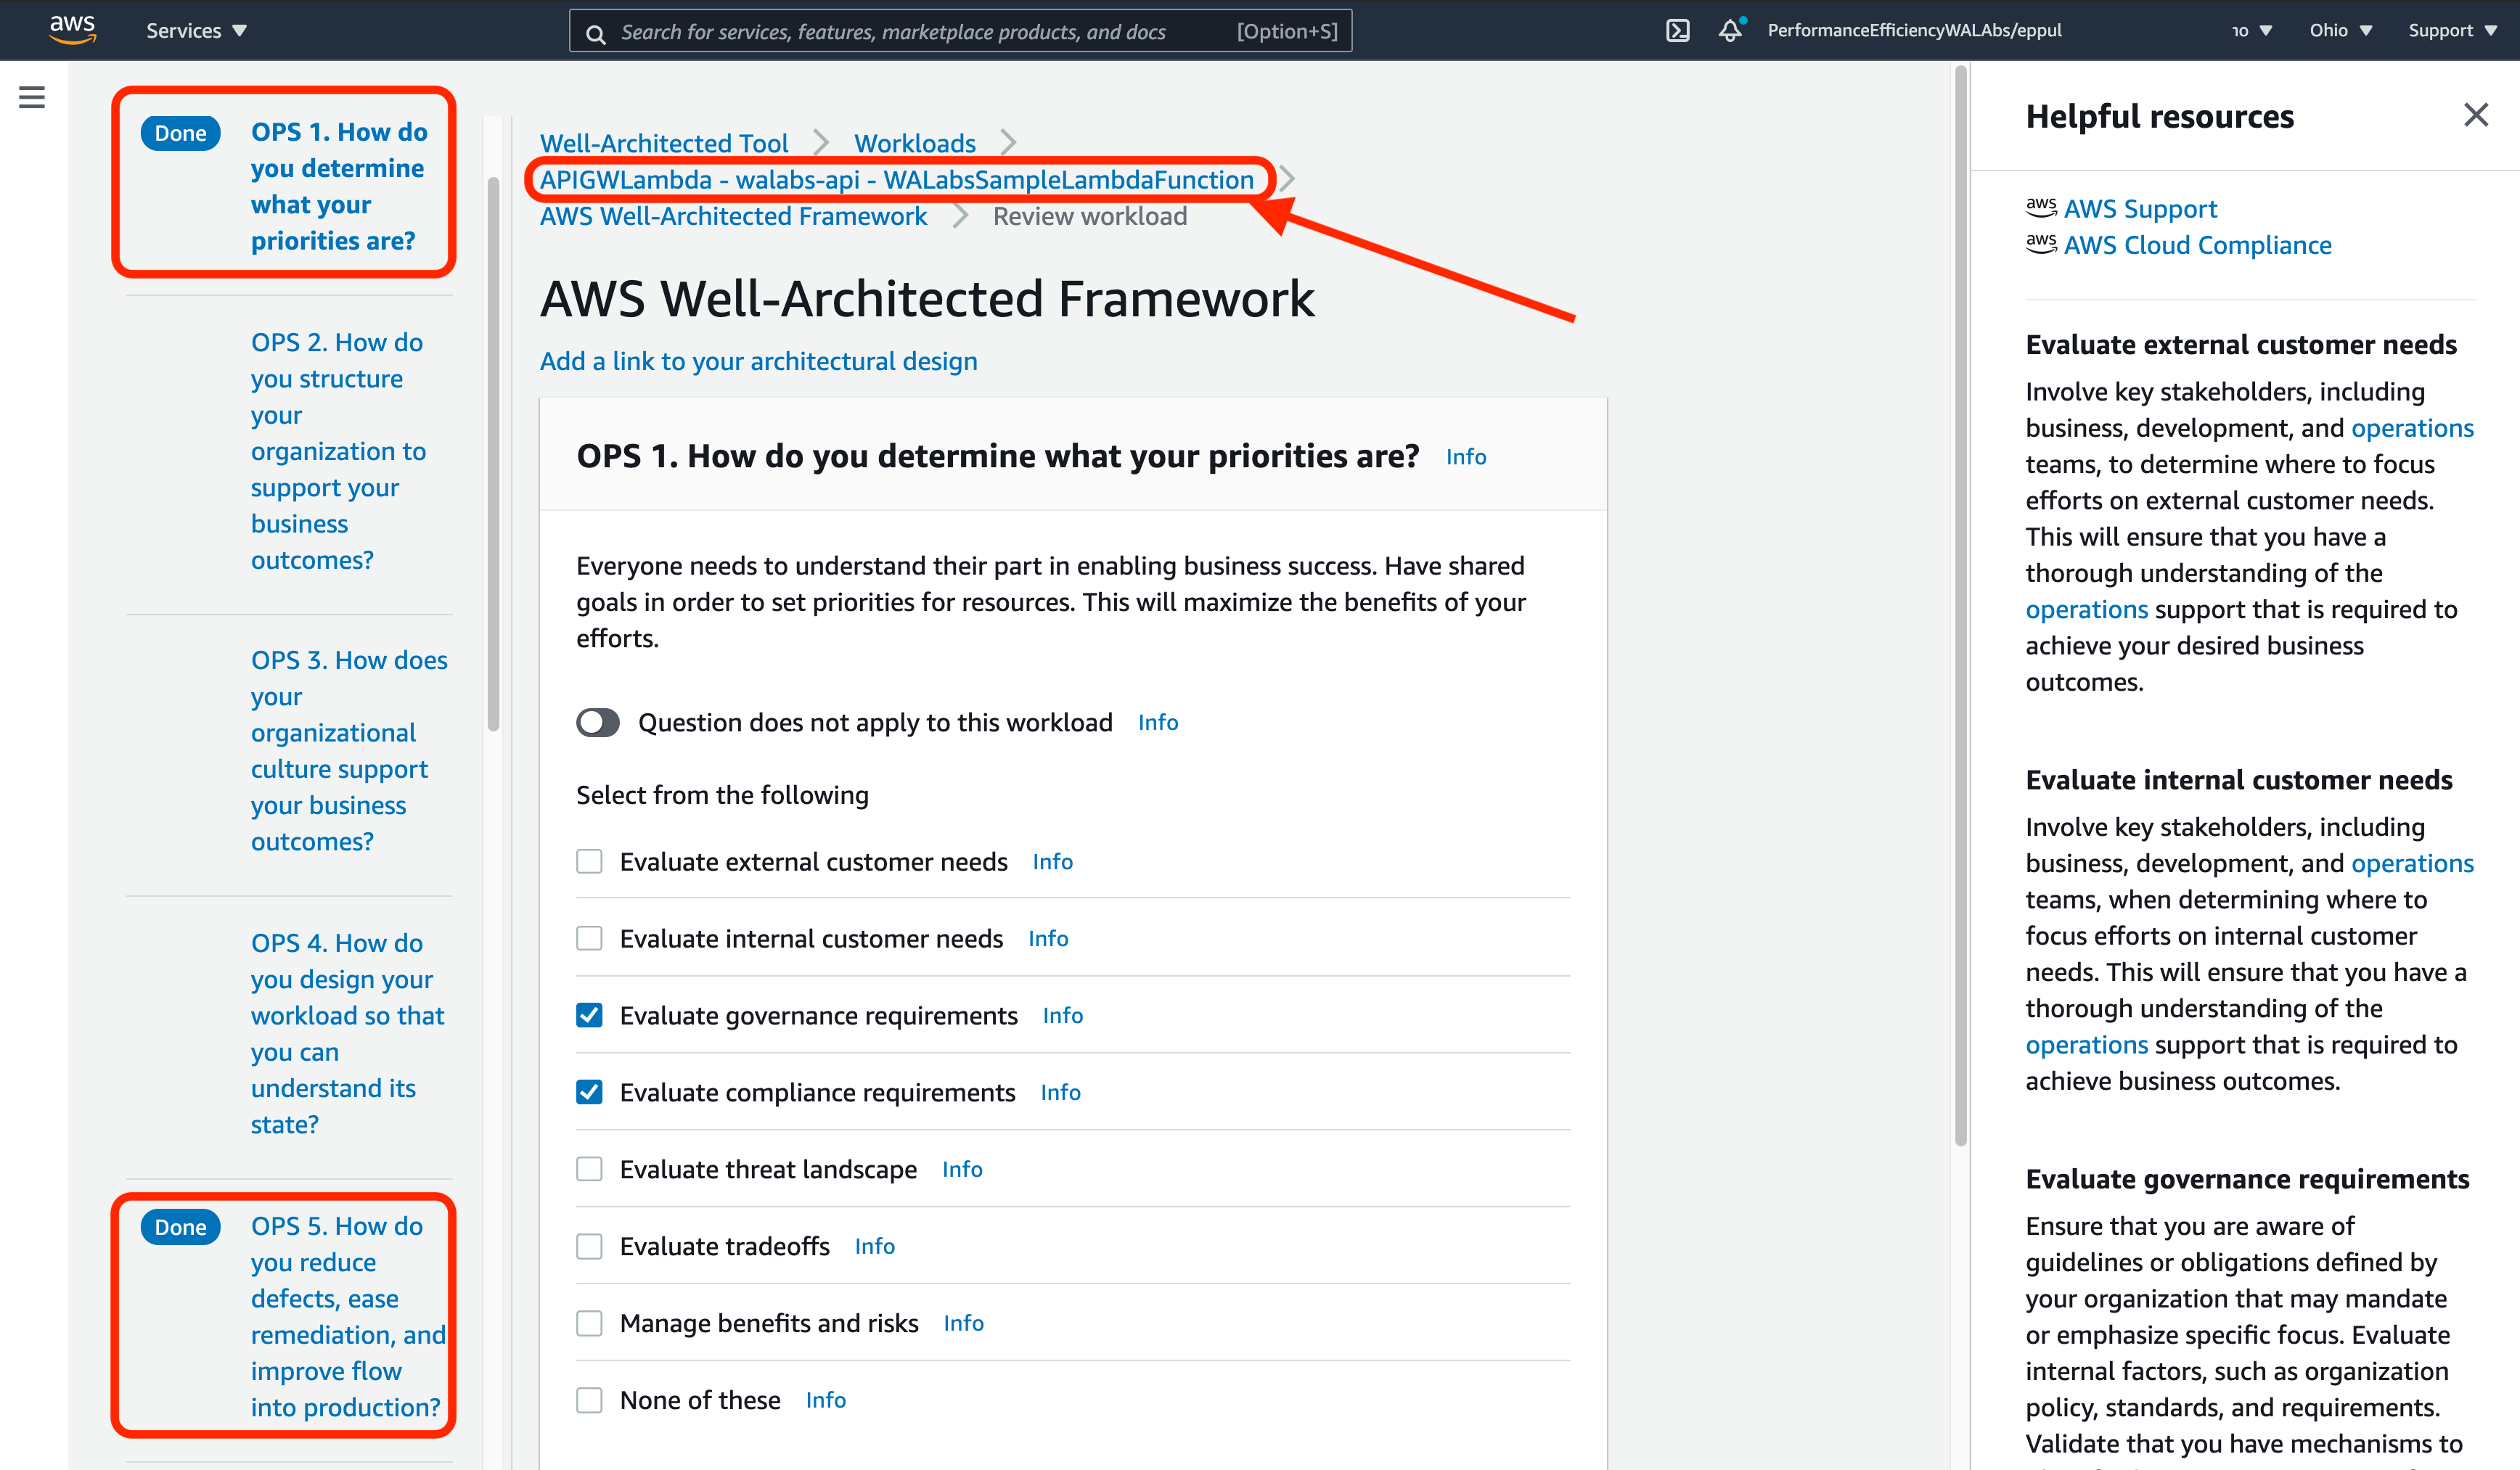 aws Services Search for services, features, marketplace products, and docs [Option+S] PerformanceEfficiencyWALAbs/eppul Ohio Support
Done OPS 1. How do
you determine
what your
priorities are?
OPS 2. How do
you structure
your
organization to
support your
business
outcomes?
OPS 3. How does
your
organizational
culture support
your business
outcomes?
OPS 4. How do
you design your
workload so that
you can
understand its
state?
Done OPS 5. How do
you reduce
defects, ease
remediation, and
improve flow
into production?
Well-Architected Tool Workloads
APIGWLambda - walabs-api - WALabsSampleLambdaFunction
AWS Well-Architected Framework Review workload
AWS Well-Architected Framework
Add a link to your architectural design
OPS 1. How do you determine what your priorities are? Info
Everyone needs to understand their part in enabling business success. Have shared
goals in order to set priorities for resources. This will maximize the benefits of your
efforts.
Question does not apply to this workload Info
Select from the following
Evaluate external customer needs Info
Evaluate internal customer needs Info
Evaluate governance requirements Info
Evaluate compliance requirements Info
Evaluate threat landscape Info
Evaluate tradeoffs Info
Manage benefits and risks Info
None of these Info
Helpful resources
aws AWS Support
aws AWS Cloud Compliance
Evaluate external customer needs
Involve key stakeholders, including
business, development, and operations
teams, to determine where to focus
efforts on external customer needs.
This will ensure that you have a
thorough understanding of the
operations support that is required to
achieve your desired business
outcomes.
Evaluate internal customer needs
Involve key stakeholders, including
business, development, and operations
teams, when determining where to
focus efforts on internal customer
needs. This will ensure that you have a
thorough understanding of the
operations support that is required to
achieve business outcomes.
Evaluate governance requirements
Ensure that you are aware of
guidelines or obligations defined by
your organization that may mandate
or emphasize specific focus. Evaluate
internal factors, such as organization
policy, standards, and requirements.
Validate that you have mechanisms to